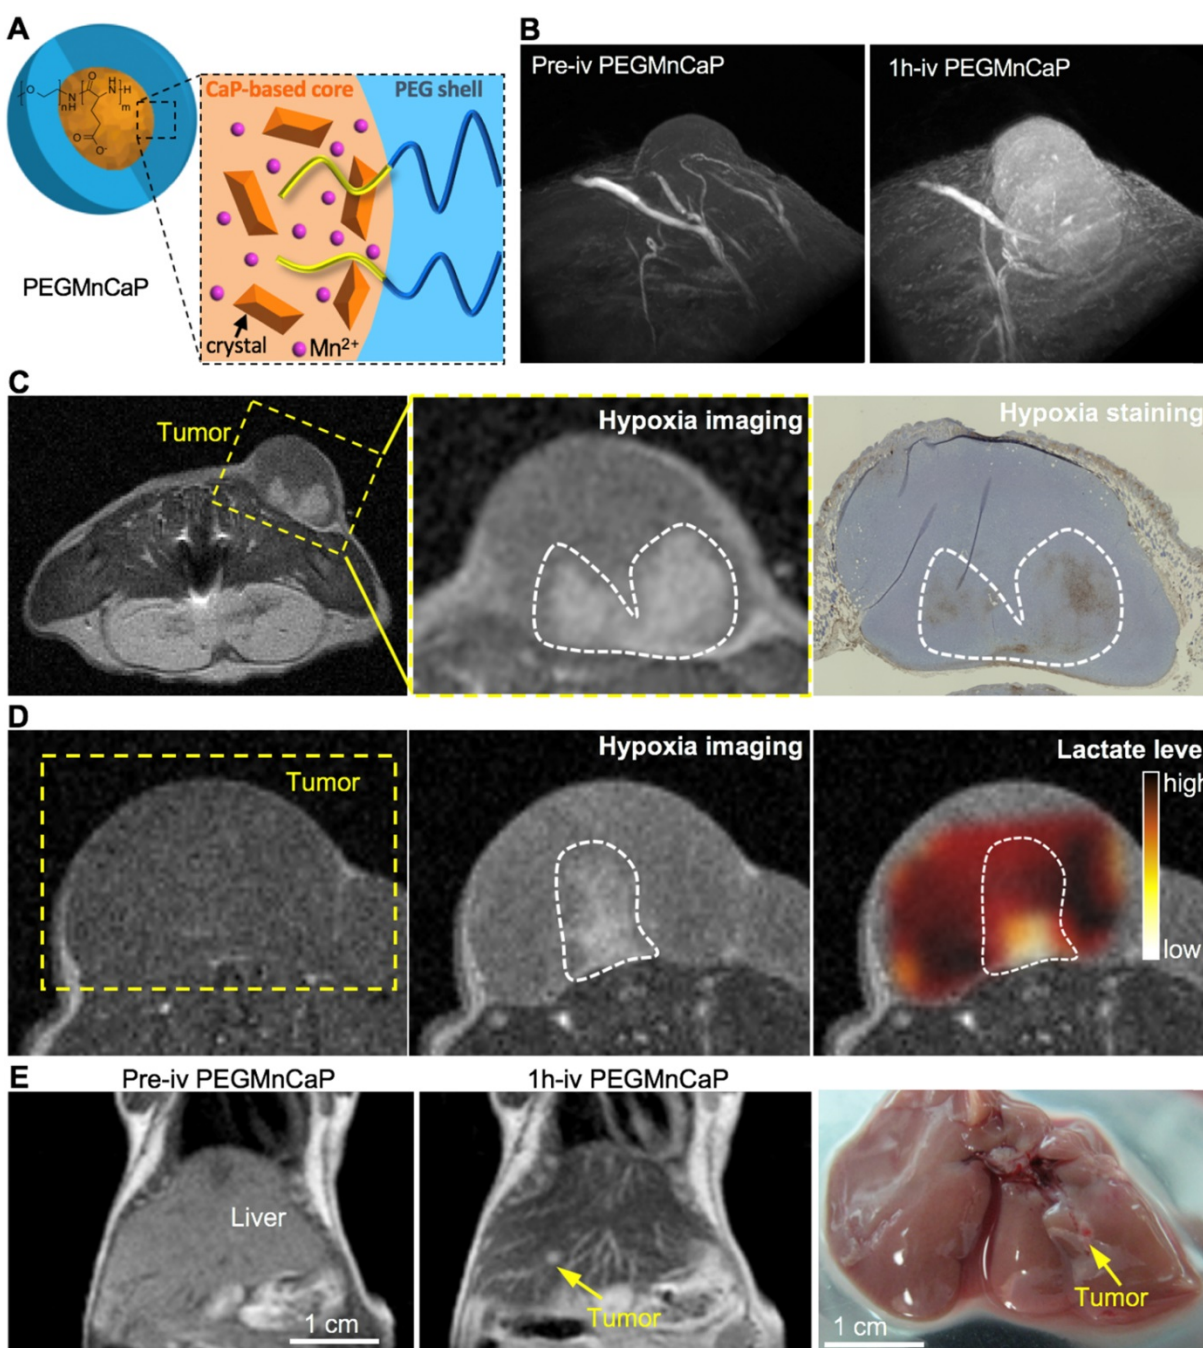 A
O
n
N
H
O
H
N
H
m
O
O-
PEGMnCaP
CaP-based core
PEG shell
crystal
Mn²⁺
B
Pre-iv PEGMnCaP
1h-iv PEGMnCaP
C
Tumor
Hypoxia imaging
Hypoxia staining
D
Tumor
Hypoxia imaging
Lactate level
high
low
E
Pre-iv PEGMnCaP
1h-iv PEGMnCaP
Liver
1 cm
Tumor
Tumor
1 cm